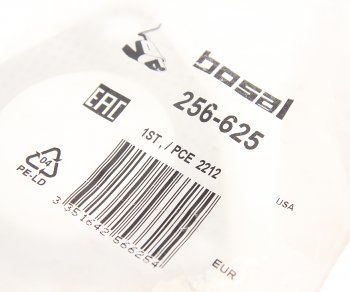 bosal
256-625
EAC
1ST, /PCE 2212
04
PE-LD
USA
3 351642 566254
EUR